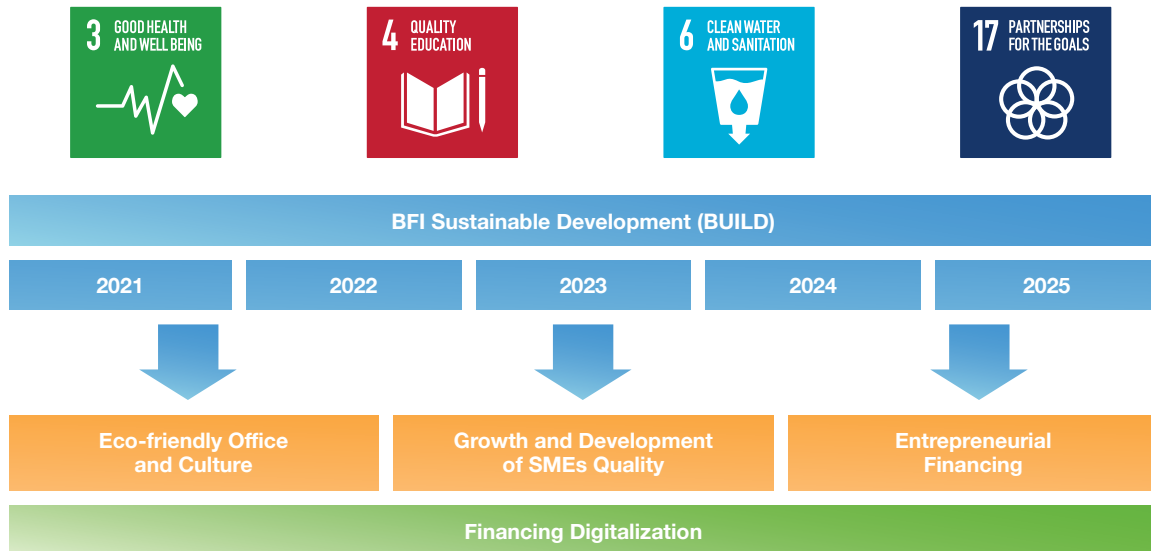 3 GOOD HEALTH
AND WELL BEING
4 QUALITY
EDUCATION
6 CLEAN WATER
AND SANITATION
17 PARTNERSHIPS
FOR THE GOALS
BFI Sustainable Development (BUILD)
2021
2022
2023
2024
2025
Eco-friendly Office
and Culture
Growth and Development
of SMEs Quality
Entrepreneurial
Financing
Financing Digitalization